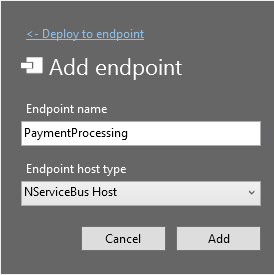 <- Deploy to endpoint
Add endpoint
Endpoint name
PaymentProcessing
Endpoint host type
NServiceBus Host
Cancel Add